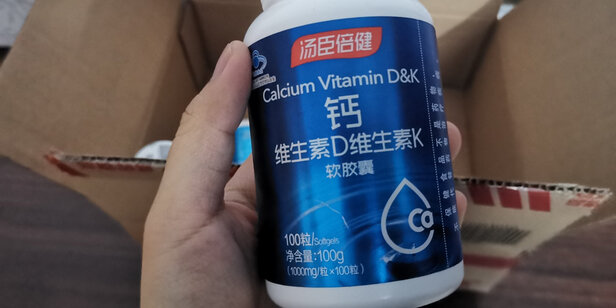 汤臣倍健
Calcium Vitamin D&K
钙
维生素D维生素K
软胶囊
Ca
100粒/Softgels
净含量:100g
(1000mg/粒×100粒)